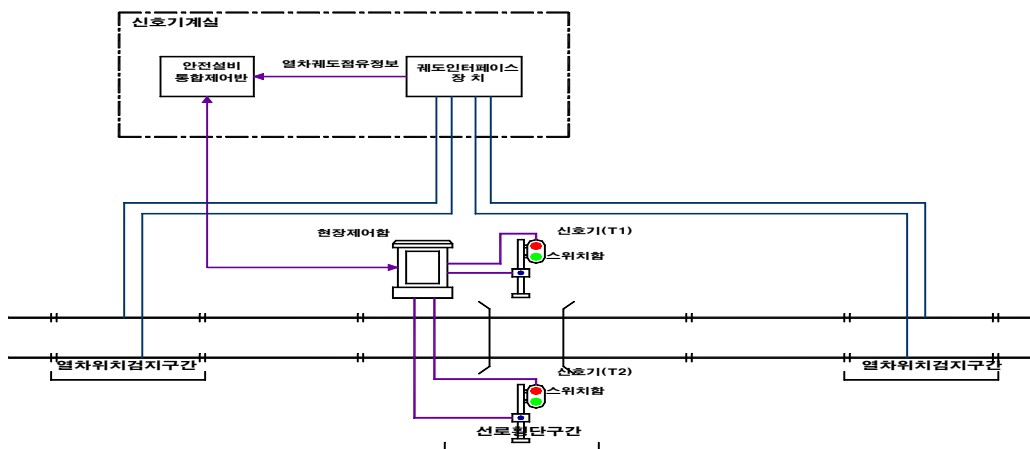 신호기계실
안전설비
통합제어반
열차궤도점유정보
궤도인터페이스
장 치
현장제어함
신호기(T1)
스위치함
열차위치검지구간
신호기(T2)
열차위치검지구간
스위치함
선로횡단구간